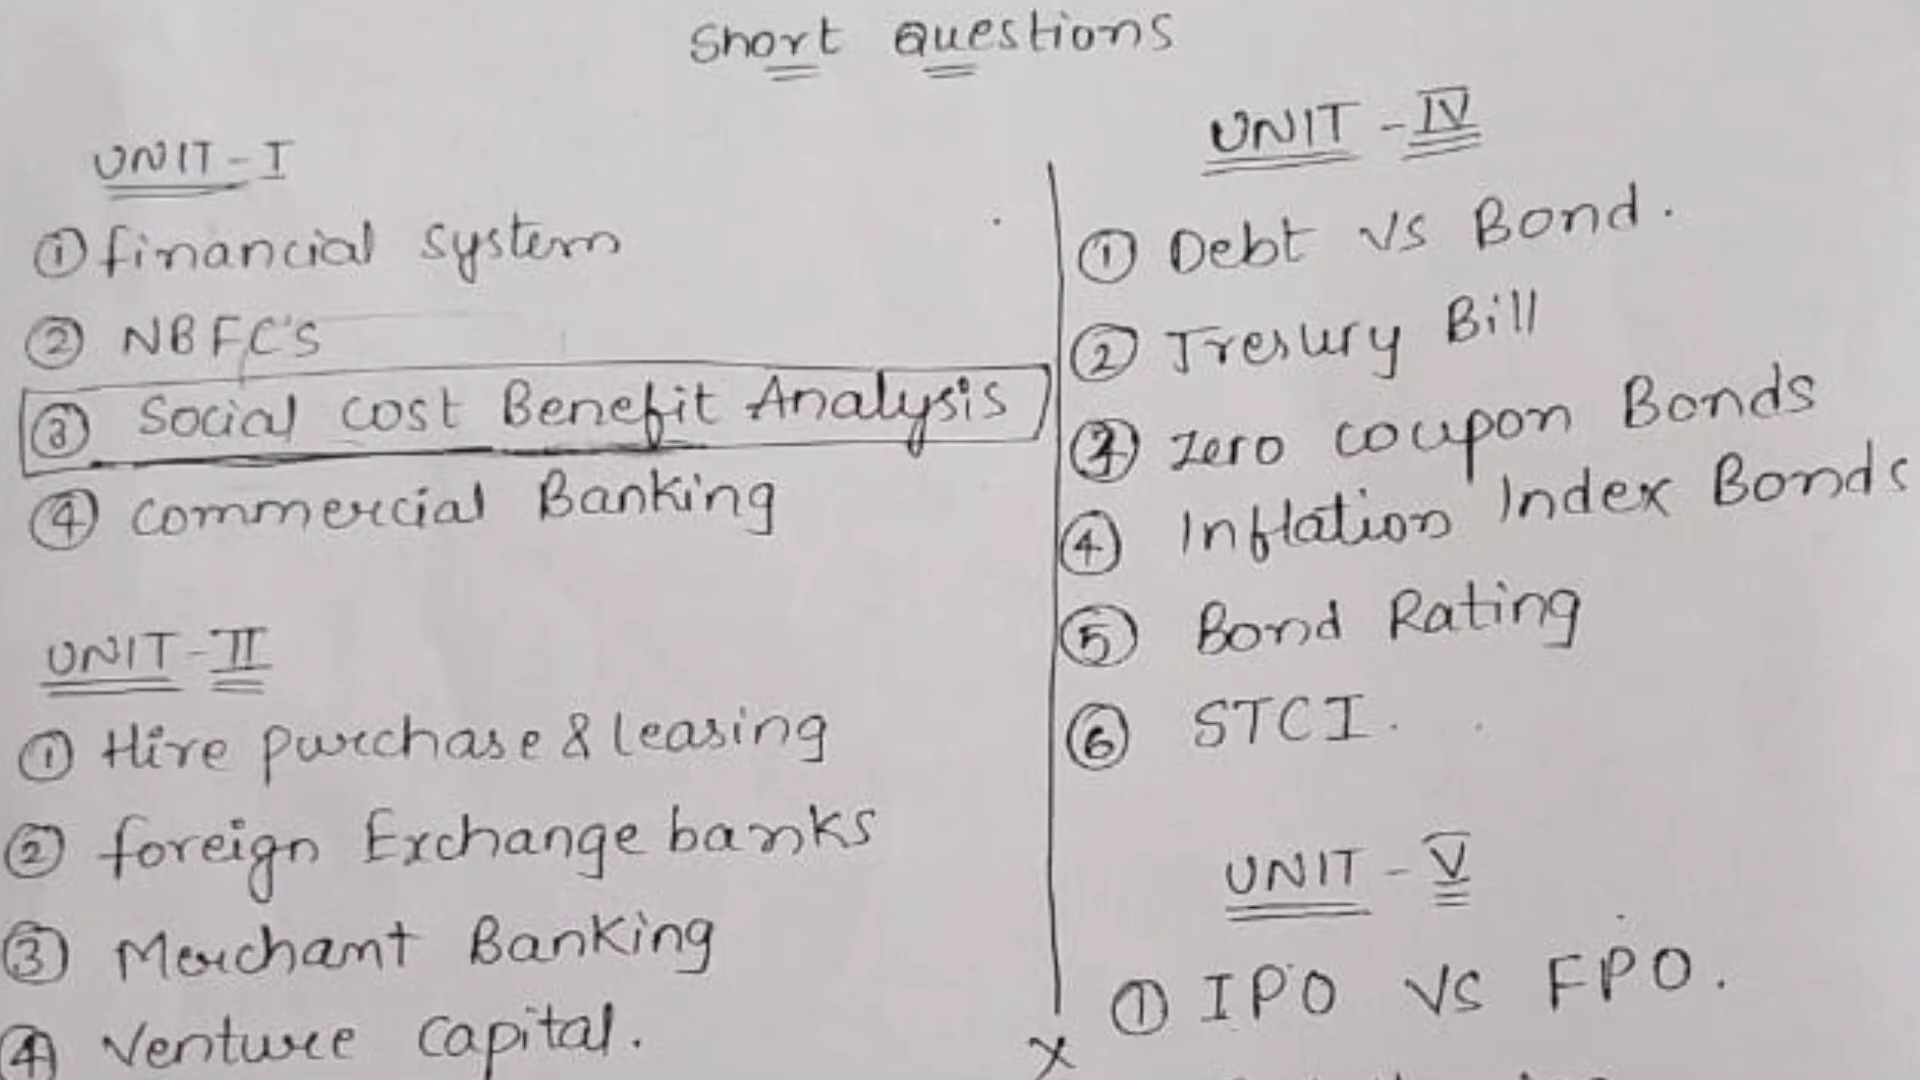 Short Questions
UNIT-I
① financial system
② NBFC'S
③ Social cost Benefit Analysis
④ commercial Banking
UNIT-II
① Hire purchase & leasing
② foreign Exchange banks
③ Merchant Banking
④ Venture capital.
UNIT-IV
① Debt vs Bond.
② Tresury Bill
③ zero coupon Bonds
④ Inflation Index Bonds
⑤ Bond Rating
⑥ STCI.
UNIT-V
① IPO vs FPO.